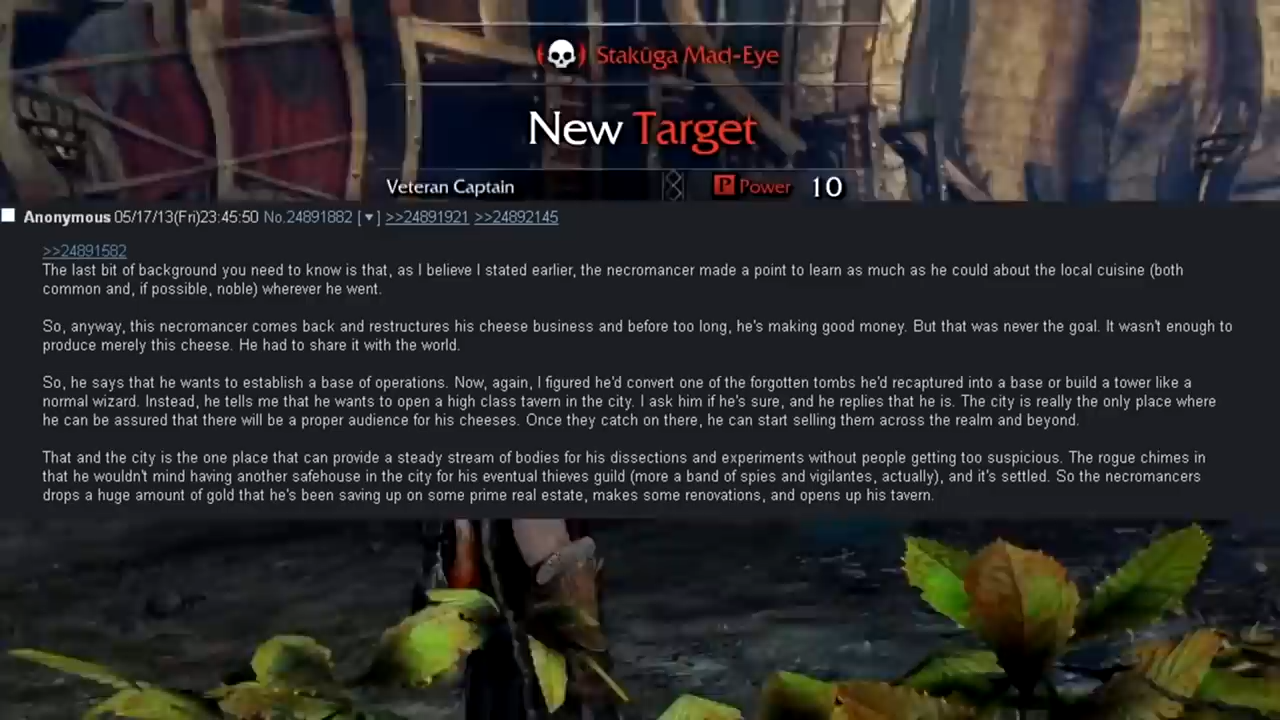 Stakûga Mad-Eye
New Target
Veteran Captain P Power 10
Anonymous 05/17/13(Fri)23:45:50 No.24891882 [▼] >>24891921 >>24892145
>>24891582
The last bit of background you need to know is that, as I believe I stated earlier, the necromancer made a point to learn as much as he could about the local cuisine (both
common and, if possible, noble) wherever he went.
So, anyway, this necromancer comes back and restructures his cheese business and before too long, he's making good money. But that was never the goal. It wasn't enough to
produce merely this cheese. He had to share it with the world.
So, he says that he wants to establish a base of operations. Now, again, I figured he'd convert one of the forgotten tombs he'd recaptured into a base or build a tower like a
normal wizard. Instead, he tells me that he wants to open a high class tavern in the city. I ask him if he's sure, and he replies that he is. The city is really the only place where
he can be assured that there will be a proper audience for his cheeses. Once they catch on there, he can start selling them across the realm and beyond.
That and the city is the one place that can provide a steady stream of bodies for his dissections and experiments without people getting too suspicious. The rogue chimes in
that he wouldn't mind having another safehouse in the city for his eventual thieves guild (more a band of spies and vigilantes, actually), and it's settled. So the necromancers
drops a huge amount of gold that he's been saving up on some prime real estate, makes some renovations, and opens up his tavern.